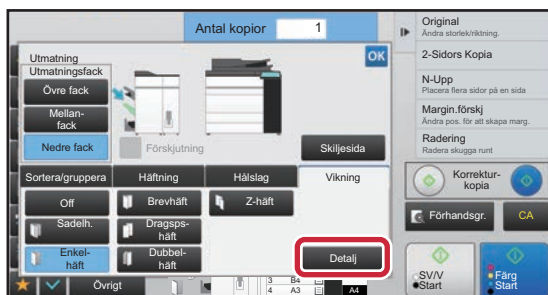 Antal kopior 1
Utmatning
OK
Utmatningsfack
Övre fack
Mellan-
fack
Nedre fack
Förskjutning
Skiljesida
Sortera/gruppera
Häftning
Hålslag
Vikning
Off
Brevhäft
Z-häft
Sadelh.
Dragsps-
häft
Enkel-
häft
Dubbel-
häft
Detalj
Övrigt
3 B4
4 A3
A4
Original
Ändra storlek/riktning.
2-Sidors Kopia
N-Upp
Placera flera sidor på en sida
Margin.förskj
Ändra pos. för att skapa marg.
Radering
Radera skugga runt
Korrektur-
kopia
Förhandsgr.
CA
SV/V
Start
Färg
Start